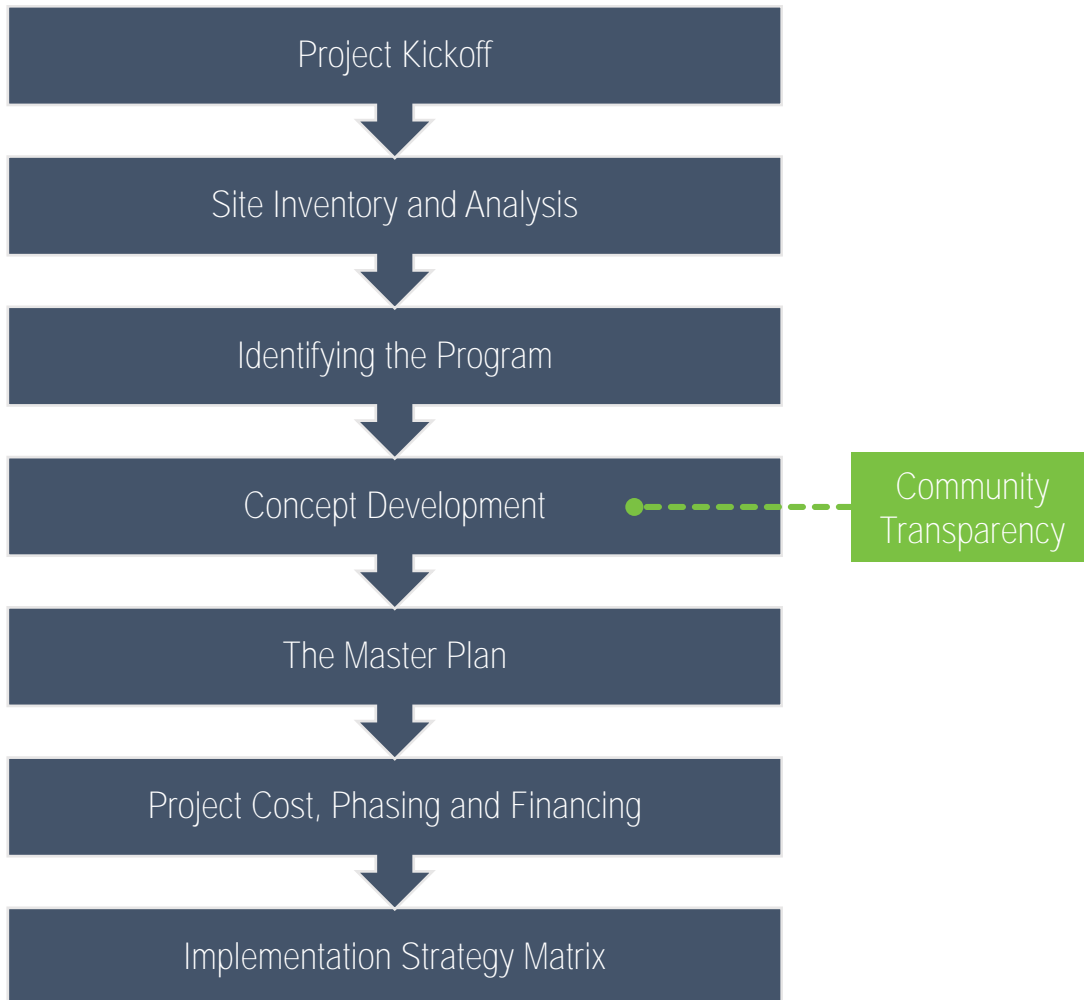 Project Kickoff
Site Inventory and Analysis
Identifying the Program
Concept Development
Community
Transparency
The Master Plan
Project Cost, Phasing and Financing
Implementation Strategy Matrix